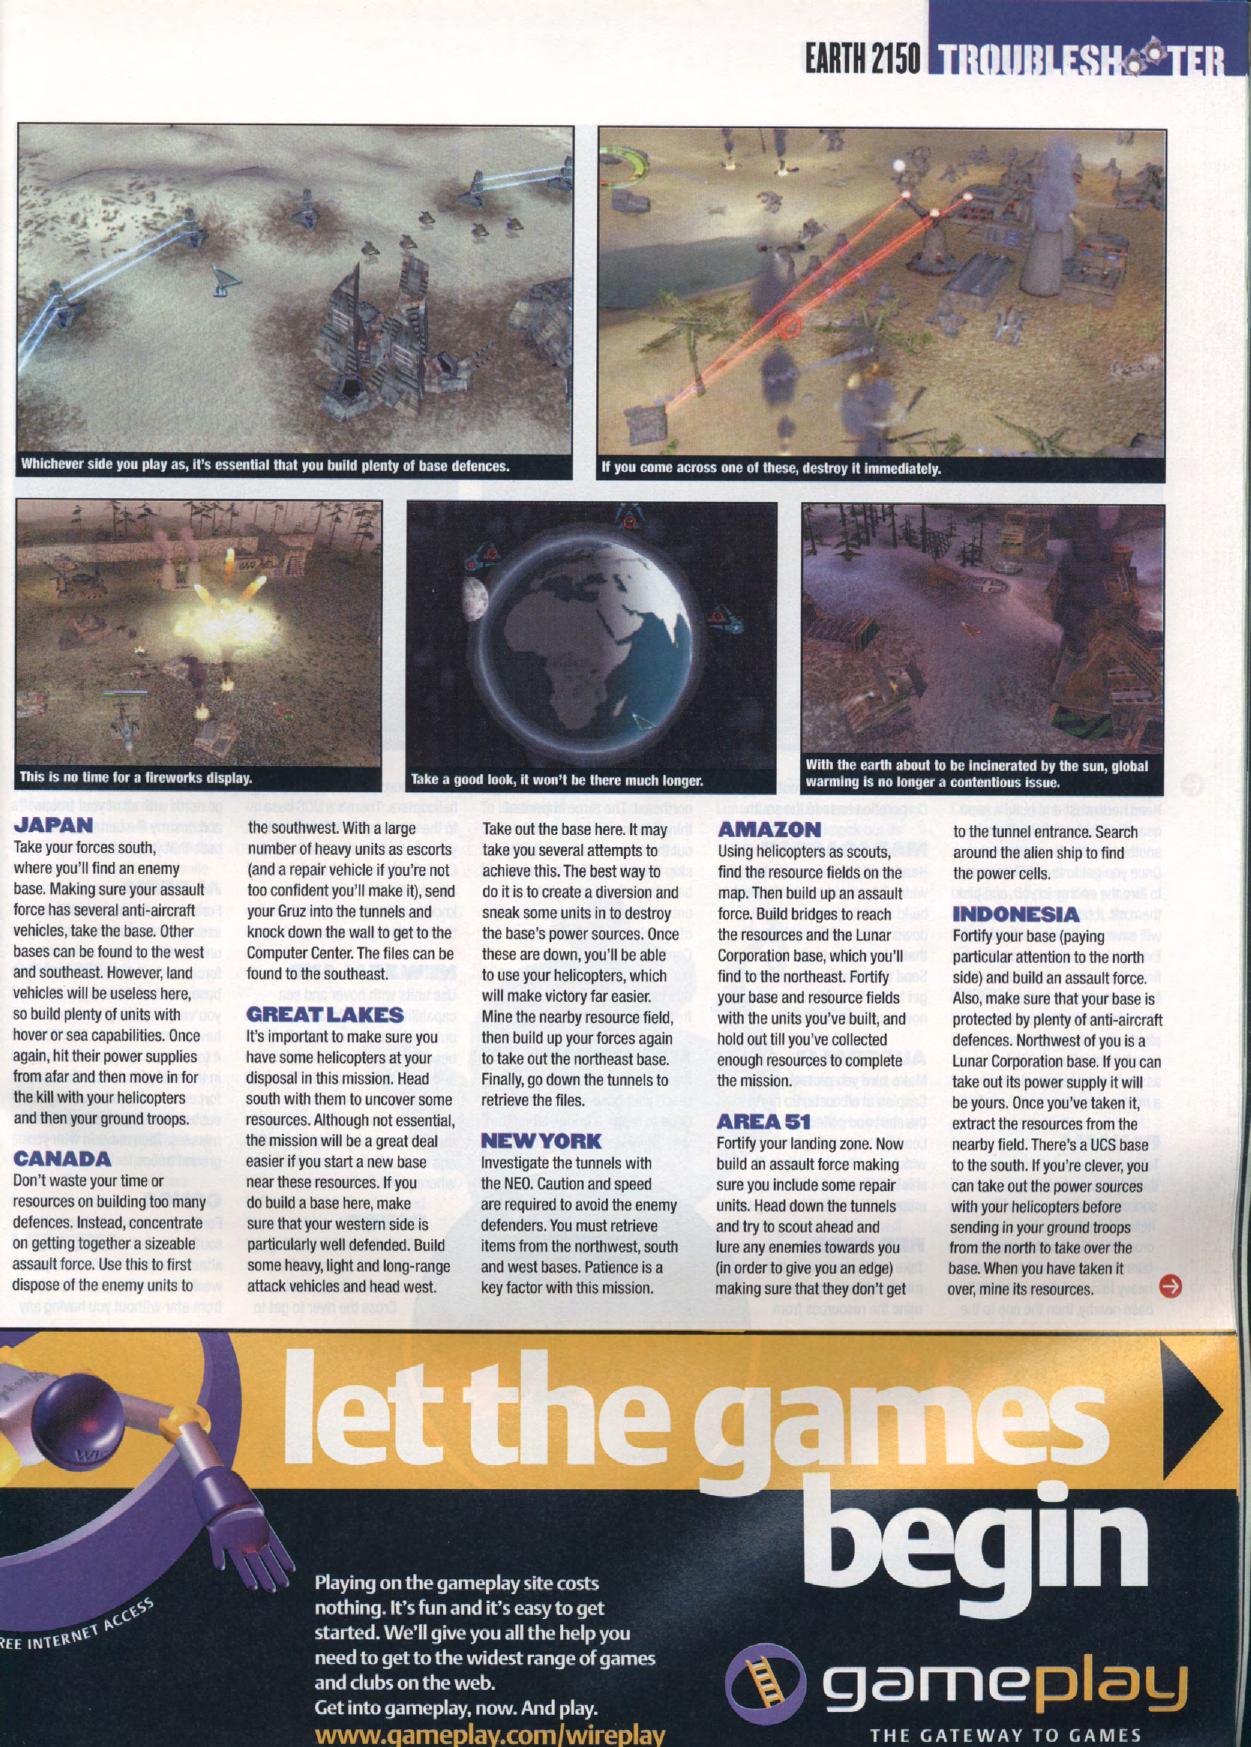 EARTH 2150 TROUBLESHOOTER
Whichever side you play as, it's essential that you build plenty of base defences.
If you come across one of these, destroy it immediately.
This is no time for a fireworks display.
Take a good look, it won't be there much longer.
With the earth about to be incinerated by the sun, global
warming is no longer a contentious issue.
JAPAN
Take your forces south,
where you'll find an enemy
base. Making sure your assault
force has several anti-aircraft
vehicles, take the base. Other
bases can be found to the west
and southeast. However, land
vehicles will be useless here,
so build plenty of units with
hover or sea capabilities. Once
again, hit their power supplies
from afar and then move in for
the kill with your helicopters
and then your ground troops.
CANADA
Don't waste your time or
resources on building too many
defences. Instead, concentrate
on getting together a sizeable
assault force. Use this to first
dispose of the enemy units to
the southwest. With a large
number of heavy units as escorts
(and a repair vehicle if you're not
too confident you'll make it), send
your Gruz into the tunnels and
knock down the wall to get to the
Computer Center. The files can be
found to the southeast.
GREAT LAKES
It's important to make sure you
have some helicopters at your
disposal in this mission. Head
south with them to uncover some
resources. Although not essential,
the mission will be a great deal
easier if you start a new base
near these resources. If you
do build a base here, make
sure that your western side is
particularly well defended. Build
some heavy, light and long-range
attack vehicles and head west.
Take out the base here. It may
take you several attempts to
achieve this. The best way to
do it is to create a diversion and
sneak some units in to destroy
the base's power sources. Once
these are down, you'll be able
to use your helicopters, which
will make victory far easier.
Mine the nearby resource field,
then build up your forces again
to take out the northeast base.
Finally, go down the tunnels to
retrieve the files.
NEW YORK
Investigate the tunnels with
the NEO. Caution and speed
are required to avoid the enemy
defenders. You must retrieve
items from the northwest, south
and west bases. Patience is a
key factor with this mission.
AMAZON
Using helicopters as scouts,
find the resource fields on the
map. Then build up an assault
force. Build bridges to reach
the resources and the Lunar
Corporation base, which you'll
find to the northeast. Fortify
your base and resource fields
with the units you've built, and
hold out till you've collected
enough resources to complete
the mission.
AREA 51
Fortify your landing zone. Now
build an assault force making
sure you include some repair
units. Head down the tunnels
and try to scout ahead and
lure any enemies towards you
(in order to give you an edge)
making sure that they don't get
to the tunnel entrance. Search
around the alien ship to find
the power cells.
INDONESIA
Fortify your base (paying
particular attention to the north
side) and build an assault force.
Also, make sure that your base is
protected by plenty of anti-aircraft
defences. Northwest of you is a
Lunar Corporation base. If you can
take out its power supply it will
be yours. Once you've taken it,
extract the resources from the
nearby field. There's a UCS base
to the south. If you're clever, you
can take out the power sources
with your helicopters before
sending in your ground troops
from the north to take over the
base. When you have taken it
over, mine its resources.
let the games
begin
REE INTERNET ACCESS
Playing on the gameplay site costs
nothing. It's fun and it's easy to get
started. We'll give you all the help you
need to get to the widest range of games
and clubs on the web.
Get into gameplay, now. And play.
www.gameplay.com/wireplay
gameplay
THE GATEWAY TO GAMES